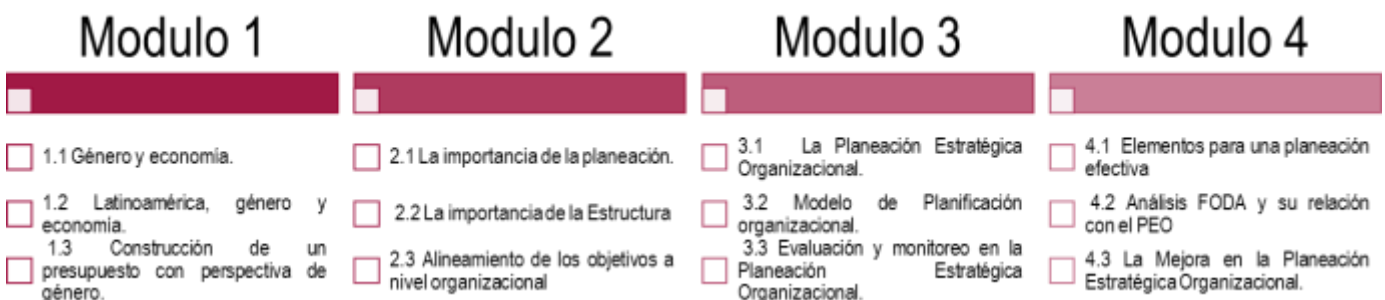 Modulo 1
1.1 Género y economía.
1.2 Latinoamérica, género y
economía.
1.3 Construcción de un
presupuesto con perspectiva de
género.
Modulo 2
2.1 La importancia de la planeación.
2.2 La importancia de la Estructura
2.3 Alineamiento de los objetivos a
nivel organizacional
Modulo 3
3.1 La Planeación Estratégica
Organizacional.
3.2 Modelo de Planificación
organizacional.
3.3 Evaluación y monitoreo en la
Planeación Estratégica
Organizacional.
Modulo 4
4.1 Elementos para una planeación
efectiva
4.2 Análisis FODA y su relación
con el PEO
4.3 La Mejora en la Planeación
Estratégica Organizacional.